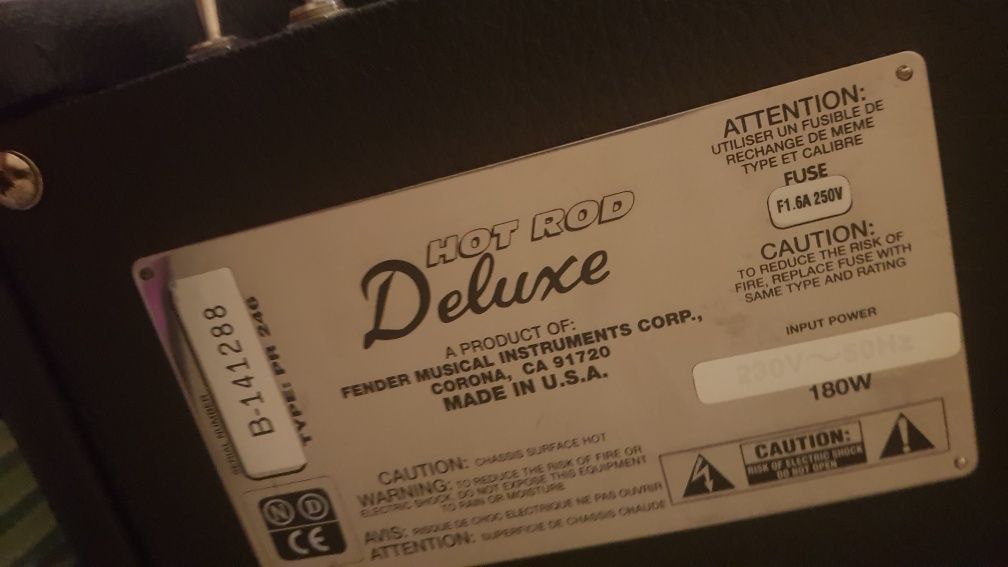 SERIAL NUMBER
B-141288
TYPE: PR 246
HOT ROD
Deluxe
A PRODUCT OF:
FENDER MUSICAL INSTRUMENTS CORP.,
CORONA, CA 91720
MADE IN U.S.A.
ATTENTION:
UTILISER UN FUSIBLE DE
RECHANGE DE MEME
TYPE ET CALIBRE
FUSE
F1.6A 250V
CAUTION:
TO REDUCE THE RISK OF
FIRE, REPLACE FUSE WITH
SAME TYPE AND RATING
INPUT POWER
230V~50Hz
180W
CAUTION: CHASSIS SURFACE HOT
WARNING: TO REDUCE THE RISK OF FIRE OR
ELECTRIC SHOCK, DO NOT EXPOSE THIS EQUIPMENT
TO RAIN OR MOISTURE
AVIS: RISQUE DE CHOC ELECTRIQUE NE PAS OUVRIR
ATTENTION: SUPERFICIE DE CHASSIS CHAUDE
N D
CE
CAUTION:
RISK OF ELECTRIC SHOCK
DO NOT OPEN
!